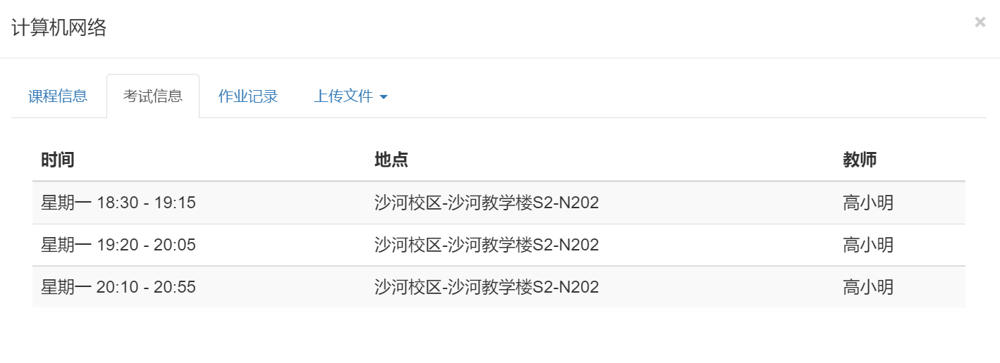 计算机网络
×
课程信息 考试信息 作业记录 上传文件
时间 地点 教师
星期一 18:30 - 19:15 沙河校区-沙河教学楼S2-N202 高小明
星期一 19:20 - 20:05 沙河校区-沙河教学楼S2-N202 高小明
星期一 20:10 - 20:55 沙河校区-沙河教学楼S2-N202 高小明